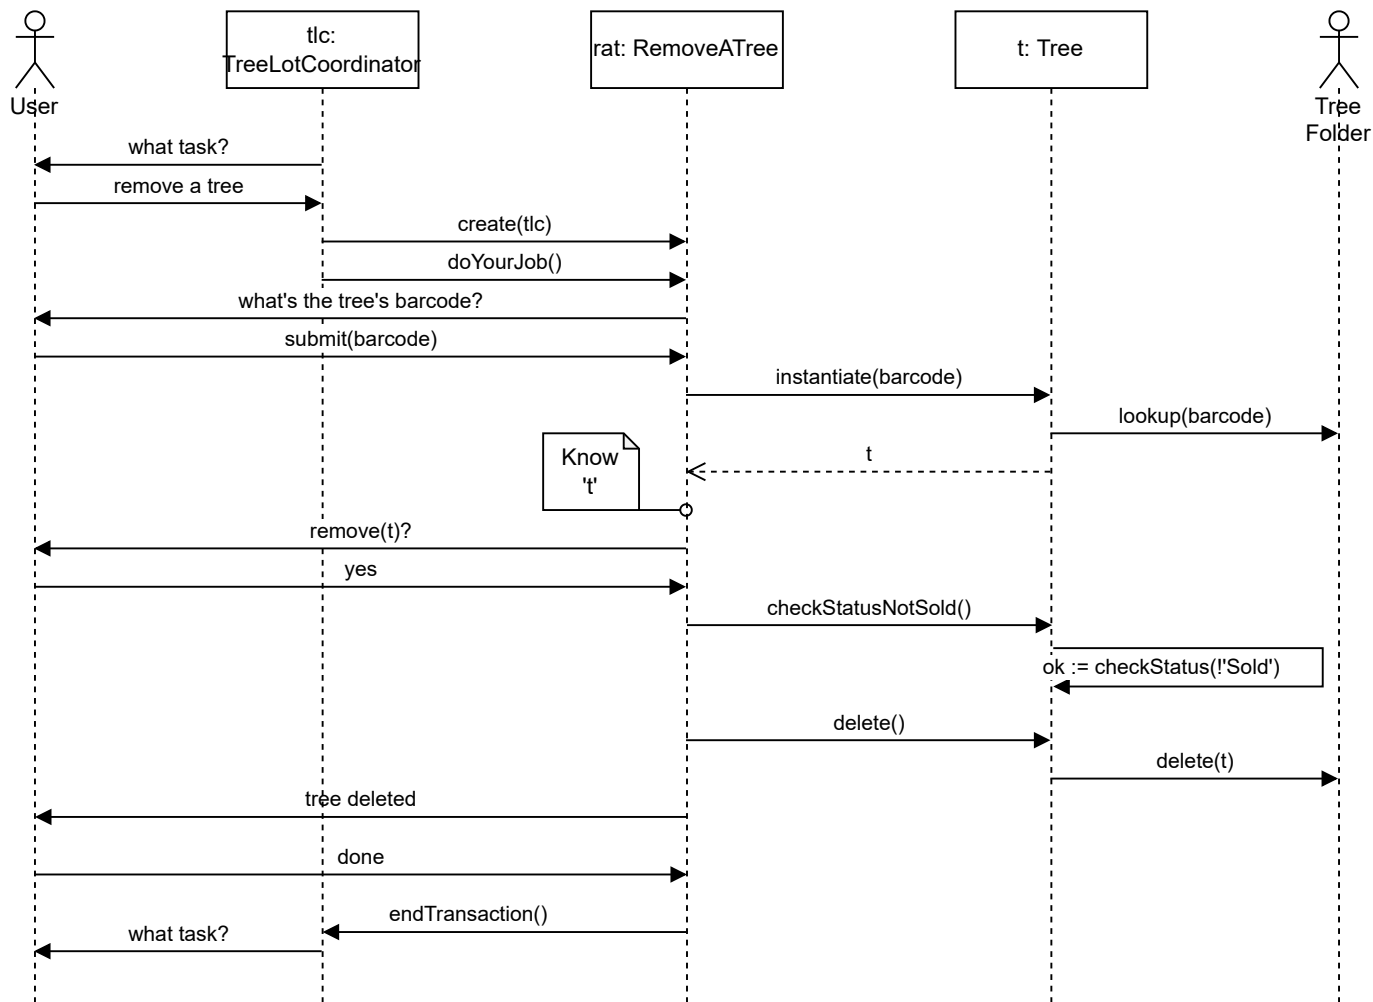 User
tlc:
TreeLotCoordinator
rat: RemoveATree
t: Tree
Tree
Folder
what task?
remove a tree
create(tlc)
doYourJob()
what's the tree's barcode?
submit(barcode)
instantiate(barcode)
lookup(barcode)
t
Know
't'
remove(t)?
yes
checkStatusNotSold()
ok := checkStatus(!'Sold')
delete()
delete(t)
tree deleted
done
endTransaction()
what task?